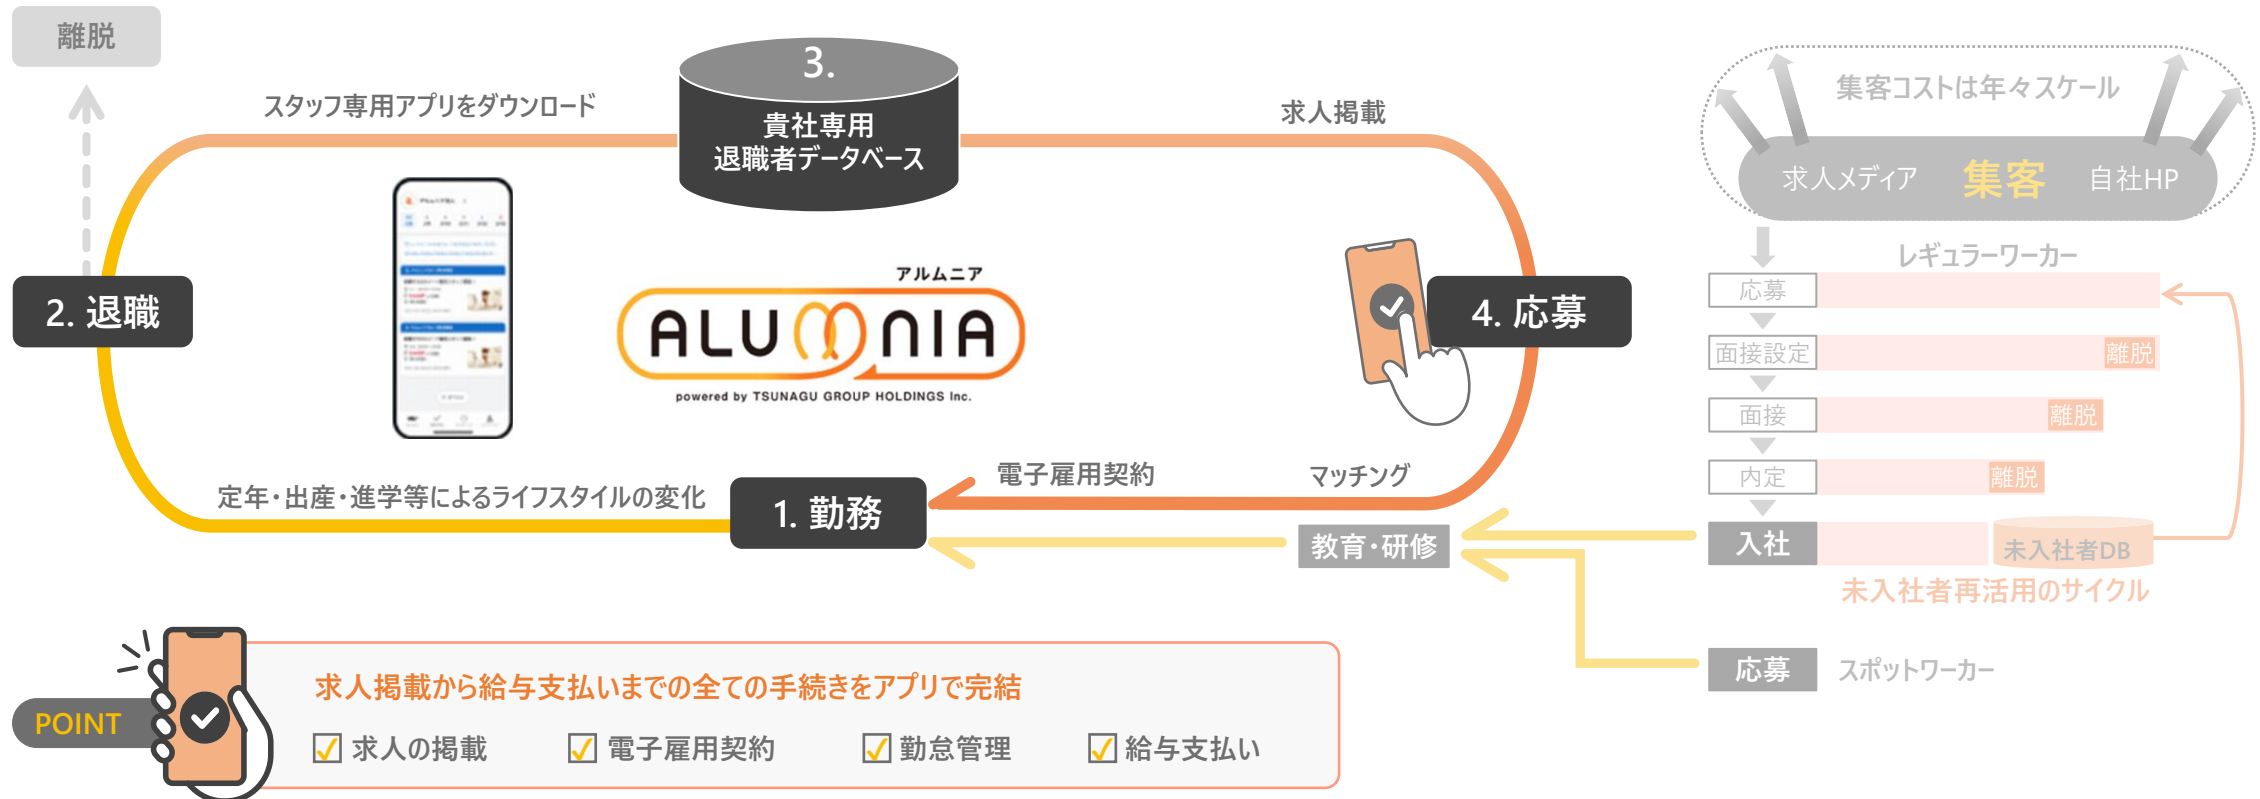 離脱
スタッフ専用アプリをダウンロード
3.
貴社専用
退職者データベース
求人掲載
2. 退職
アルムニア
ALUMNIA
powered by TSUNAGU GROUP HOLDINGS Inc.
4. 応募
定年・出産・進学等によるライフスタイルの変化
1. 勤務
電子雇用契約
マッチング
教育・研修
集客コストは年々スケール
求人メディア 集客 自社HP
レギュラーワーカー
応募
面接設定
離脱
面接
離脱
内定
離脱
入社
未入社者DB
未入社者再活用のサイクル
応募
スポットワーカー
POINT
求人掲載から給与支払いまでの全ての手続きをアプリで完結
求人の掲載
電子雇用契約
勤怠管理
給与支払い